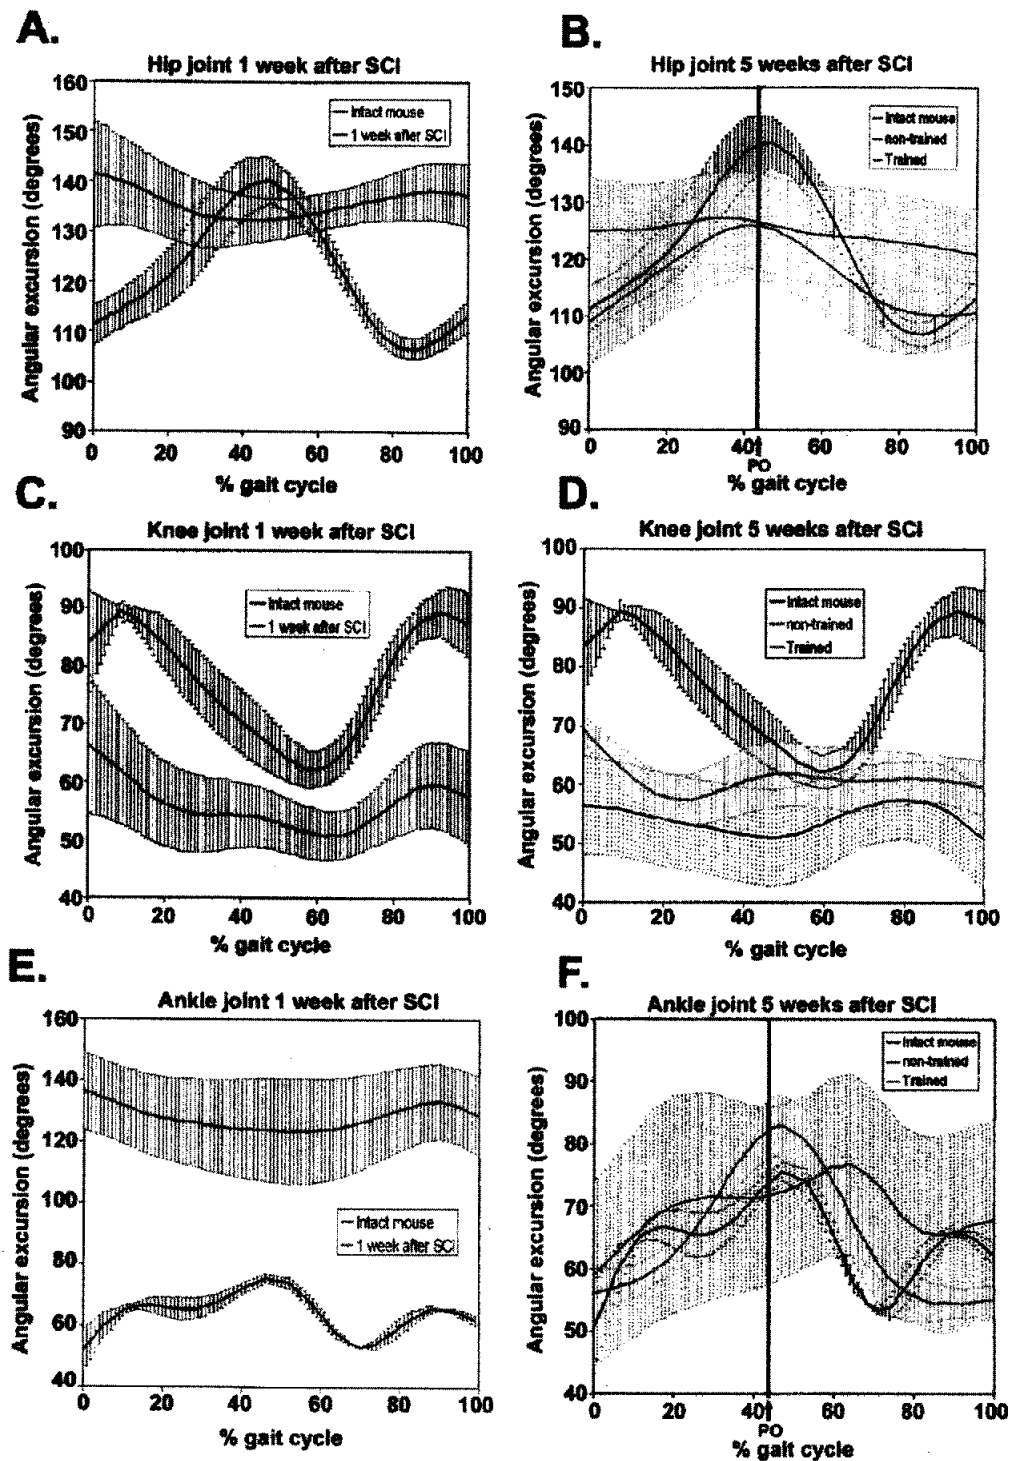 A.
Hip joint 1 week after SCI
Angular excursion (degrees)
160
150
140
130
120
110
100
90
Intact mouse
1 week after SCI
0 20 40 60 80 100
% gait cycle
B.
Hip joint 5 weeks after SCI
Angular excursion (degrees)
150
140
130
120
110
100
90
Intact mouse
non-trained
Trained
0 20 40 60 80 100
PO
% gait cycle
C.
Knee joint 1 week after SCI
Angular excursion (degrees)
100
90
80
70
60
50
40
Intact mouse
1 week after SCI
0 20 40 60 80 100
% gait cycle
D.
Knee joint 5 weeks after SCI
Angular excursion (degrees)
100
90
80
70
60
50
40
Intact mouse
non-trained
Trained
0 20 40 60 80 100
% gait cycle
E.
Ankle joint 1 week after SCI
Angular excursion (degrees)
160
140
120
100
80
60
40
Intact mouse
1 week after SCI
0 20 40 60 80 100
% gait cycle
F.
Ankle joint 5 weeks after SCI
Angular excursion (degrees)
100
90
80
70
60
50
40
Intact mouse
non-trained
Trained
0 20 40 60 80 100
PO
% gait cycle